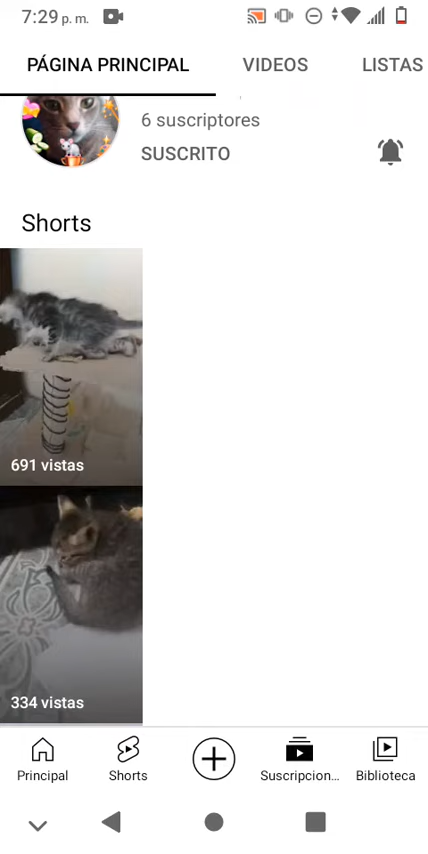 7:29 p. m.
PÁGINA PRINCIPAL VIDEOS LISTAS
6 suscriptores
SUSCRITO
Shorts
691 vistas
334 vistas
Principal Shorts Suscripcion... Biblioteca